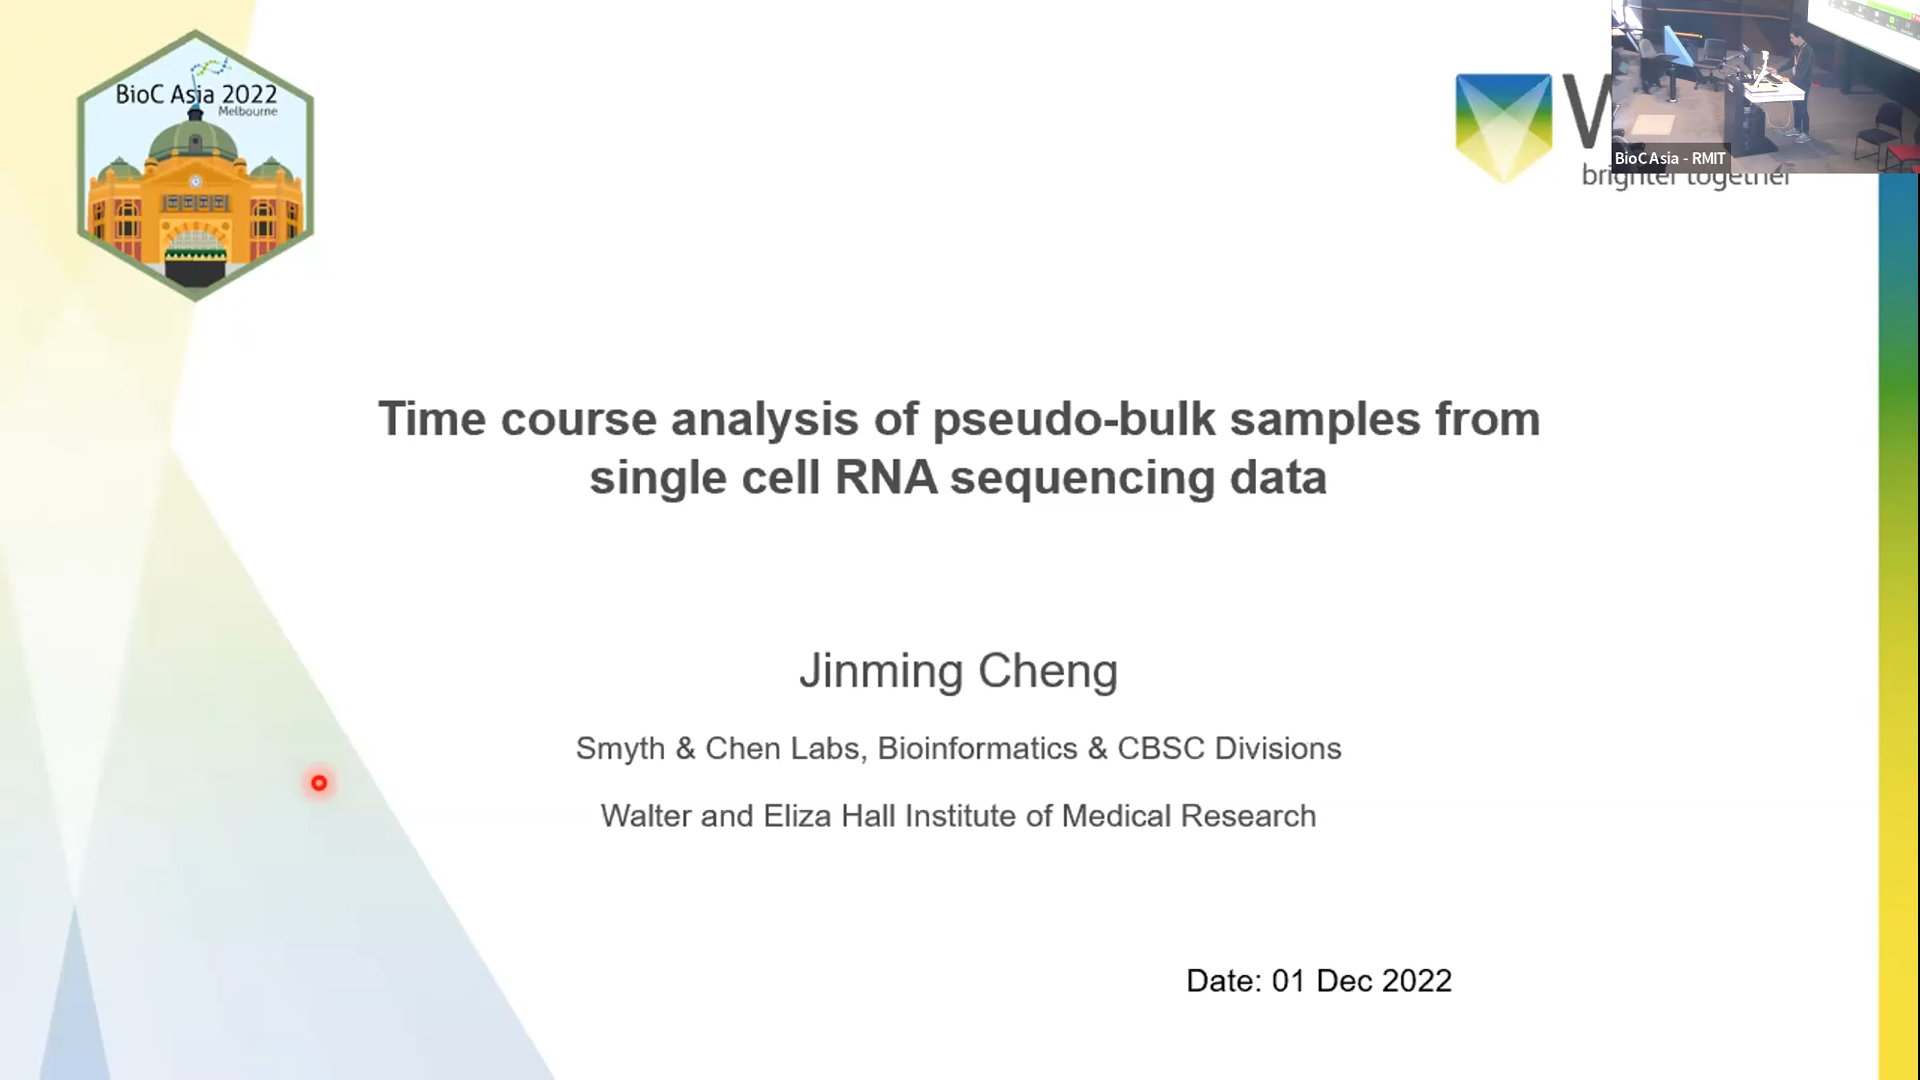 BioC Asia 2022
Melbourne
W
brighter together
BioC Asia - RMIT
Time course analysis of pseudo-bulk samples from
single cell RNA sequencing data
Jinming Cheng
Smyth & Chen Labs, Bioinformatics & CBSC Divisions
Walter and Eliza Hall Institute of Medical Research
Date: 01 Dec 2022